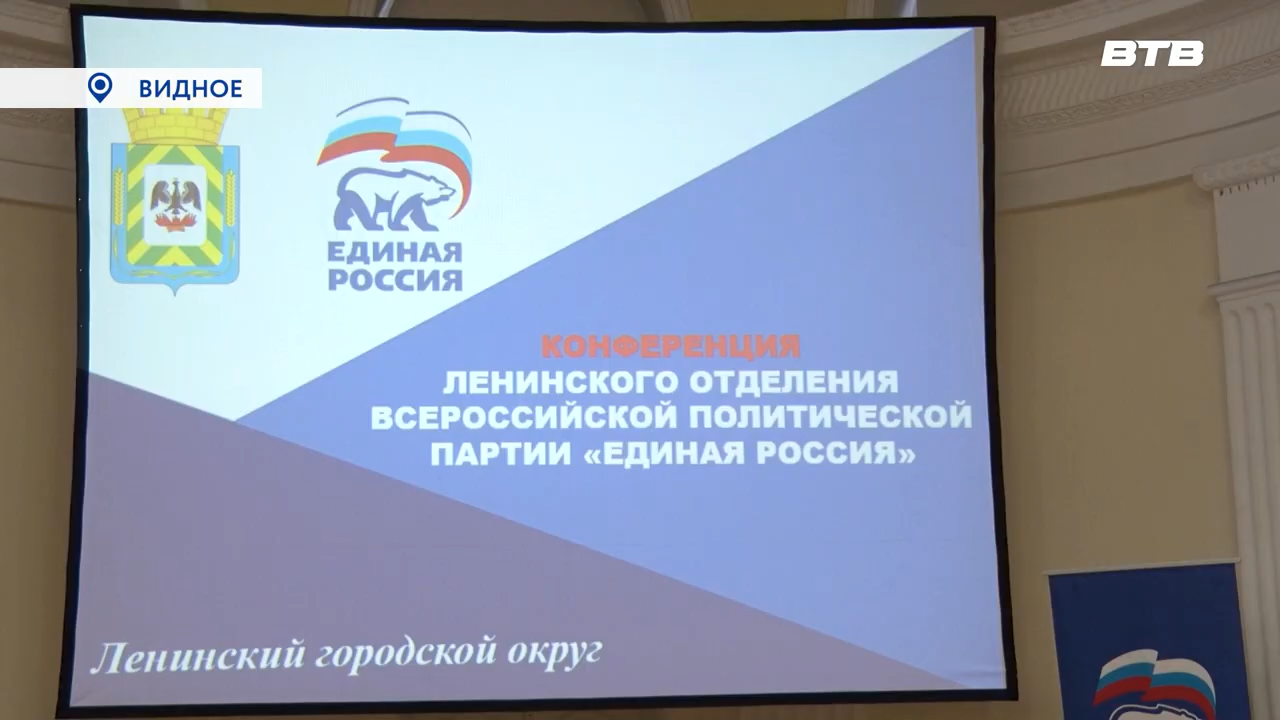 ВИДНОЕ
ВТВ
ЕДИНАЯ
РОССИЯ
КОНФЕРЕНЦИЯ
ЛЕНИНСКОГО ОТДЕЛЕНИЯ
ВСЕРОССИЙСКОЙ ПОЛИТИЧЕСКОЙ
ПАРТИИ «ЕДИНАЯ РОССИЯ»
Ленинский городской округ